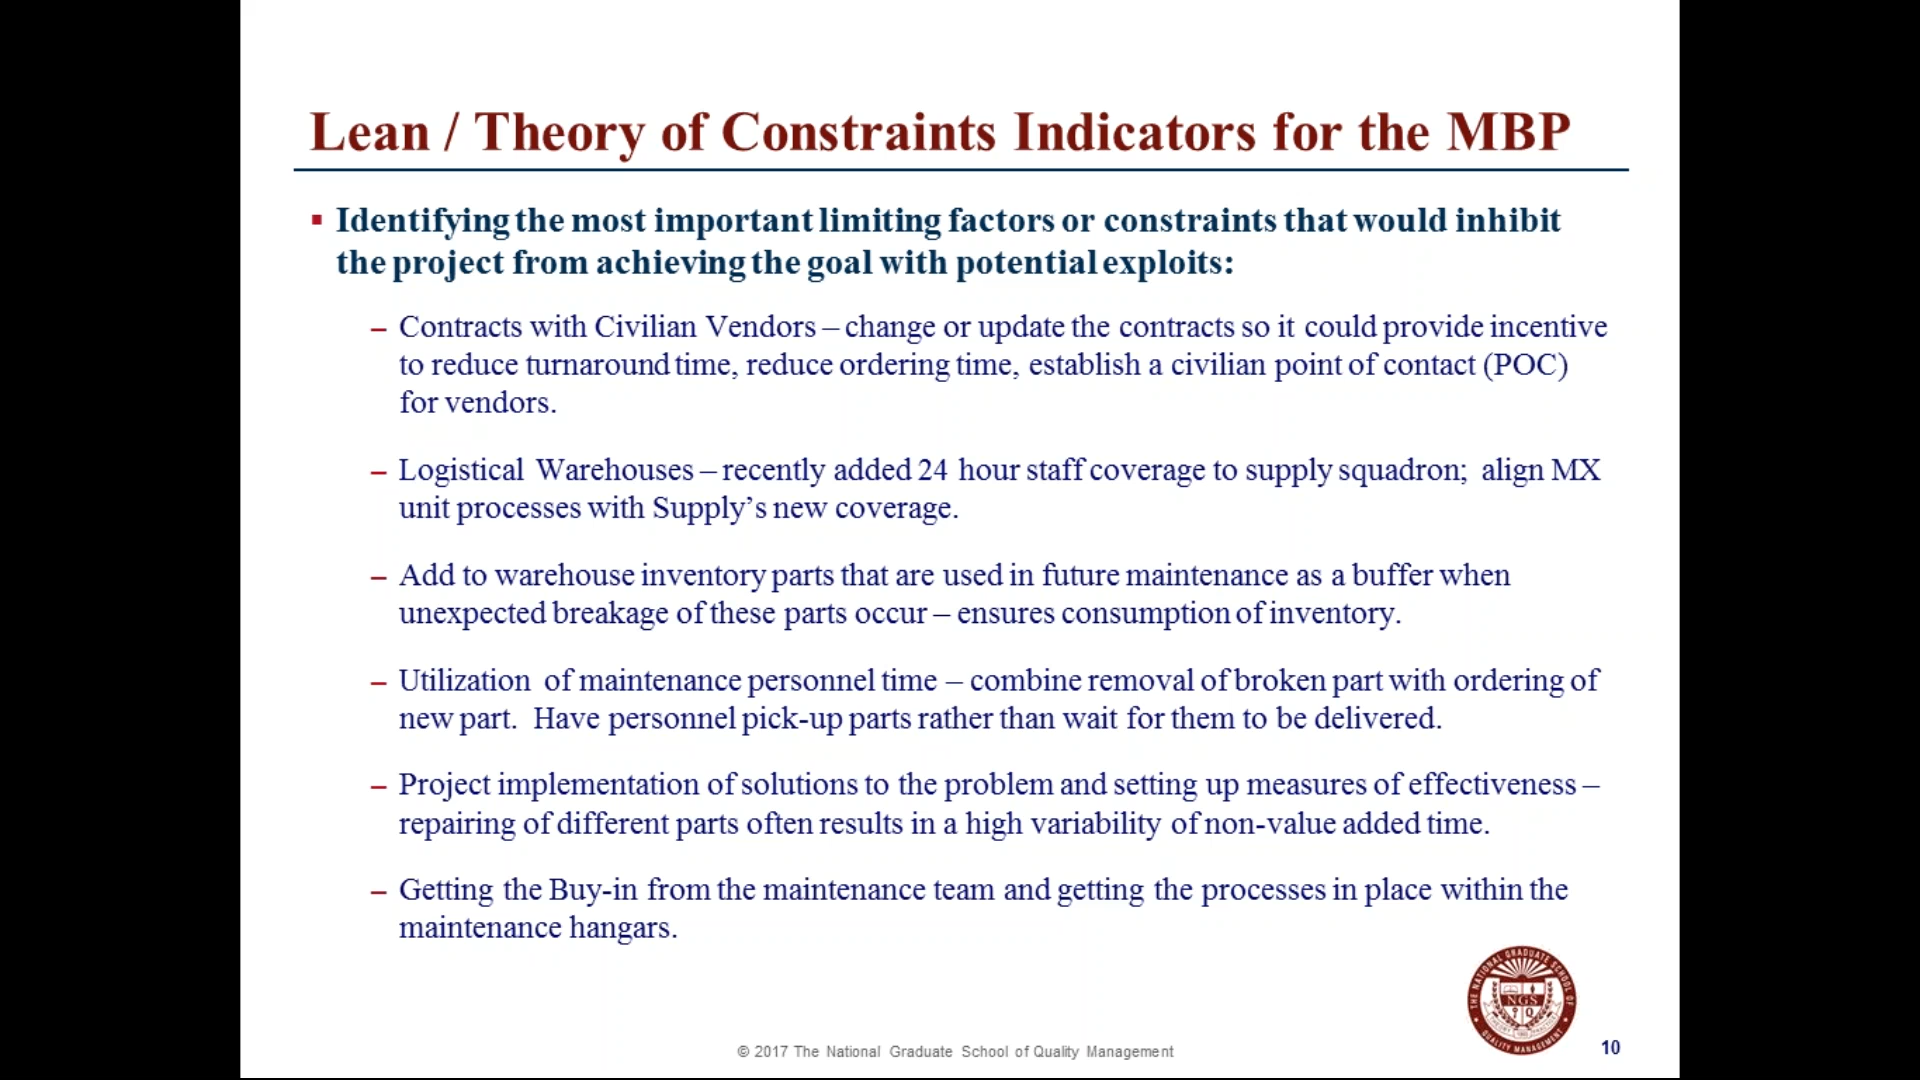 Lean / Theory of Constraints Indicators for the MBP
▪ Identifying the most important limiting factors or constraints that would inhibit
the project from achieving the goal with potential exploits:
– Contracts with Civilian Vendors – change or update the contracts so it could provide incentive
to reduce turnaround time, reduce ordering time, establish a civilian point of contact (POC)
for vendors.
– Logistical Warehouses – recently added 24 hour staff coverage to supply squadron; align MX
unit processes with Supply’s new coverage.
– Add to warehouse inventory parts that are used in future maintenance as a buffer when
unexpected breakage of these parts occur – ensures consumption of inventory.
– Utilization of maintenance personnel time – combine removal of broken part with ordering of
new part. Have personnel pick-up parts rather than wait for them to be delivered.
– Project implementation of solutions to the problem and setting up measures of effectiveness –
repairing of different parts often results in a high variability of non-value added time.
– Getting the Buy-in from the maintenance team and getting the processes in place within the
maintenance hangars.
THE NATIONAL GRADUATE SCHOOL OF
NGS
QUALITY MANAGEMENT
© 2017 The National Graduate School of Quality Management
10